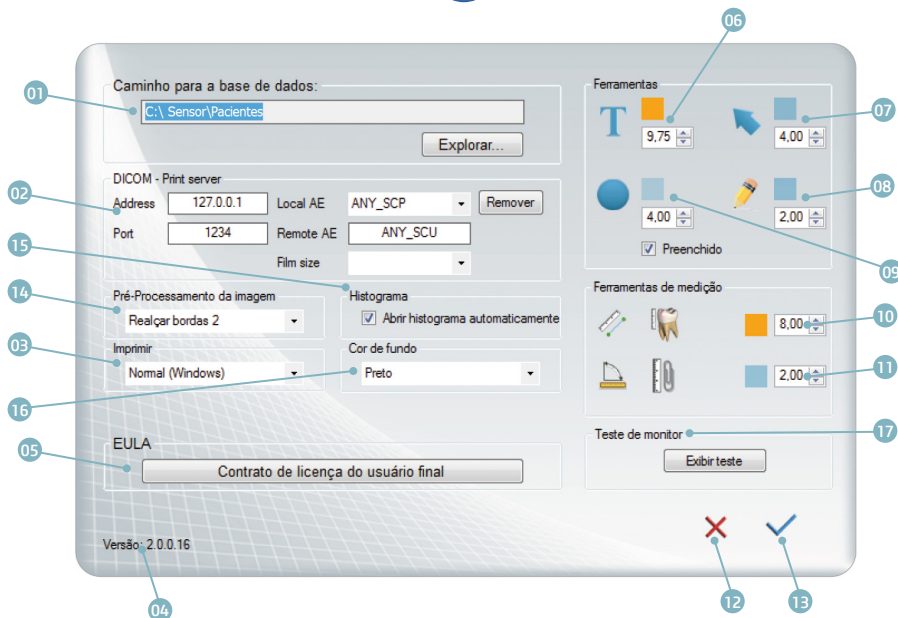 06
Caminho para a base de dados:
01
C:\ Sensor\Pacientes
Explorar...
Ferramentas
T
9,75
4,00
07
DICOM - Print server
02
Address
127.0.0.1
Local AE
ANY_SCP
Remover
Port
1234
Remote AE
ANY_SCU
15
Film size
4,00
2,00
08
Preenchido
09
14
Pré-Processamento da imagem
Realçar bordas 2
Histograma
Abrir histograma automaticamente
Ferramentas de medição
8,00
10
03
Imprimir
Normal (Windows)
Cor de fundo
Preto
16
2,00
11
EULA
05
Contrato de licença do usuário final
Teste de monitor
17
Exibir teste
Versão: 2.0.0.16
04
12
13